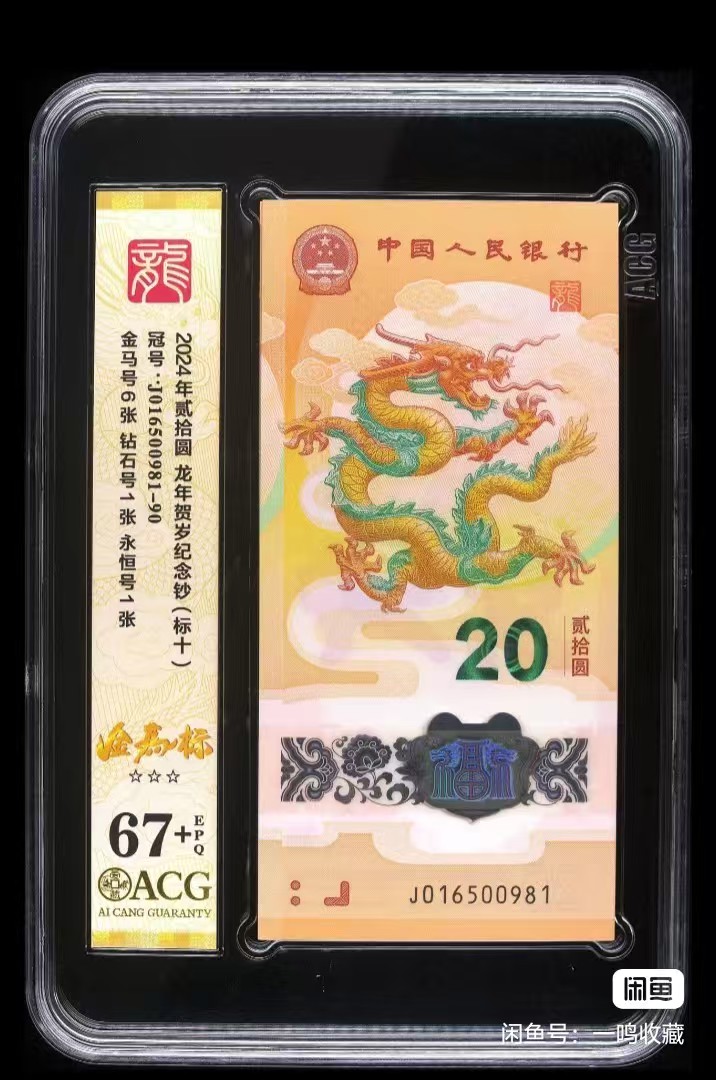 龍
2024年贰拾圆 龙年贺岁纪念钞(标十)
冠号:J016500981-90
金马号6张 钻石号1张 永恒号1张
金马标
☆☆☆
67+EPQ
ACG
AI CANG GUARANTY
中国人民银行
龍
20
贰拾圆
J016500981
ACG
闲鱼
闲鱼号:一鸣收藏